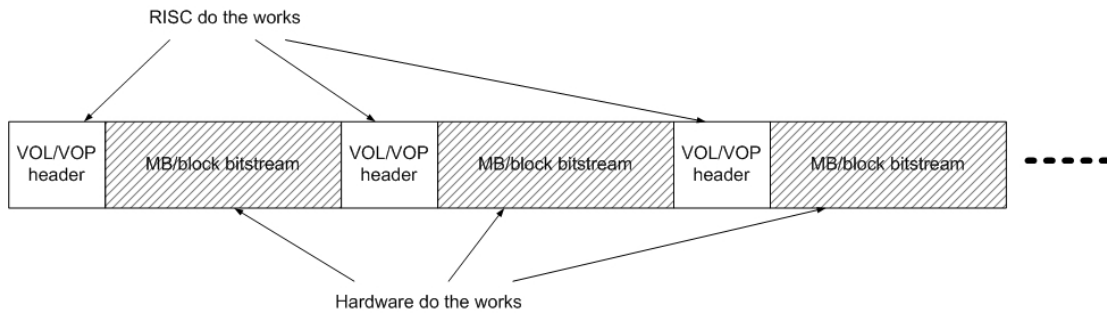 RISC do the works
VOL/VOP MB/block bitstream VOL/VOP MB/block bitstream VOL/VOP MB/block bitstream
header header header
Hardware do the works